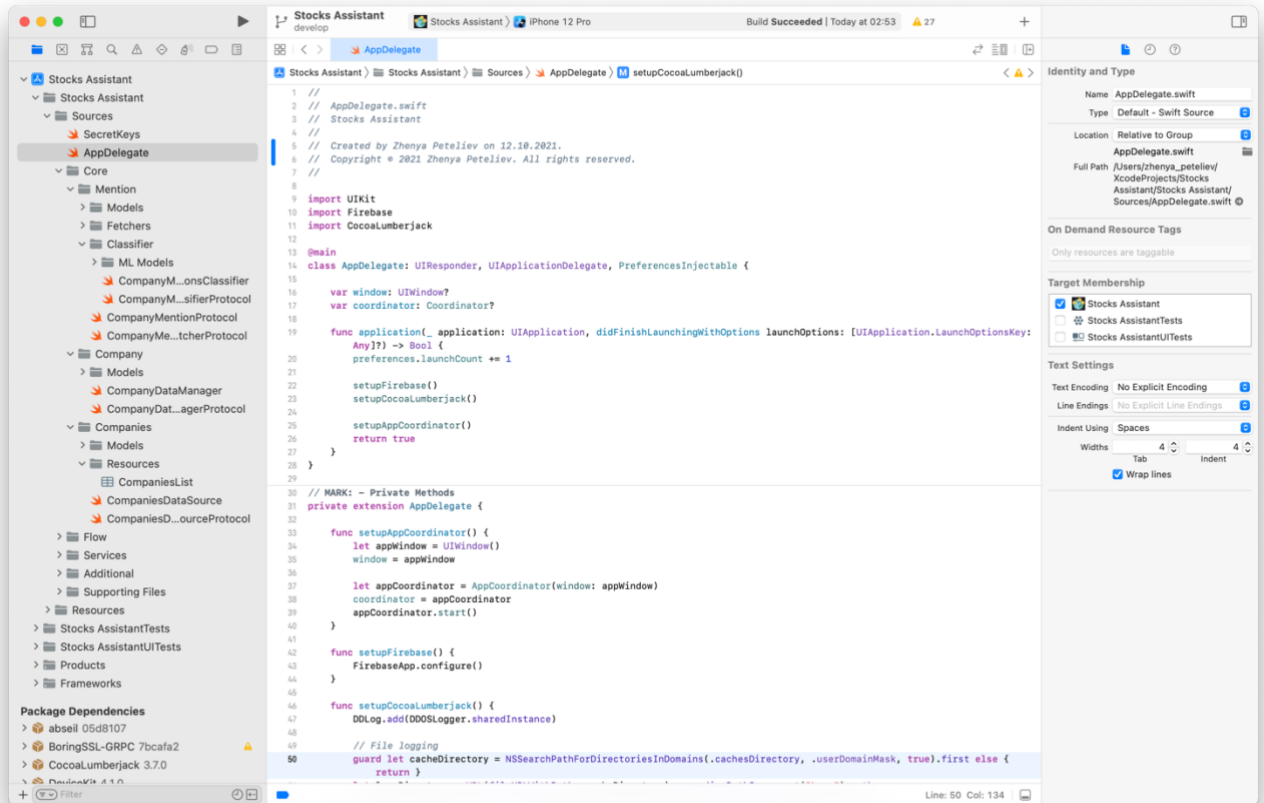 Stocks Assistant
develop
Stocks Assistant
iPhone 12 Pro
Build Succeeded | Today at 02:53
27
AppDelegate
Stocks Assistant
Stocks Assistant
Sources
AppDelegate
M setupCocoaLumberjack()
Stocks Assistant
Stocks Assistant
Sources
SecretKeys
AppDelegate
Core
Mention
Models
Fetchers
Classifier
ML Models
CompanyM...onsClassifier
CompanyM...sifierProtocol
CompanyMentionProtocol
CompanyMe...tcherProtocol
Company
Models
CompanyDataManager
CompanyDat...agerProtocol
Companies
Models
Resources
CompaniesList
CompaniesDataSource
CompaniesD...ourceProtocol
Flow
Services
Additional
Supporting Files
Resources
Stocks AssistantTests
Stocks AssistantUITests
Products
Frameworks
Package Dependencies
abseil 05d8107
BoringSSL-GRPC 7bcafa2
CocoaLumberjack 3.7.0
DeviceKit 4.1.0
Filter
1 //
2 // AppDelegate.swift
3 // Stocks Assistant
4 //
5 // Created by Zhenya Peteliev on 12.10.2021.
6 // Copyright © 2021 Zhenya Peteliev. All rights reserved.
7 //
8
9 import UIKit
10 import Firebase
11 import CocoaLumberjack
12
13 @main
14 class AppDelegate: UIResponder, UIApplicationDelegate, PreferencesInjectable {
15
16 var window: UIWindow?
17 var coordinator: Coordinator?
18
19 func application(_ application: UIApplication, didFinishLaunchingWithOptions launchOptions: [UIApplication.LaunchOptionsKey:
Any]?) -> Bool {
20 preferences.launchCount += 1
21
22 setupFirebase()
23 setupCocoaLumberjack()
24
25 setupAppCoordinator()
26 return true
27 }
28 }
29
30 // MARK: - Private Methods
31 private extension AppDelegate {
32
33 func setupAppCoordinator() {
34 let appWindow = UIWindow()
35 window = appWindow
36
37 let appCoordinator = AppCoordinator(window: appWindow)
38 coordinator = appCoordinator
39 appCoordinator.start()
40 }
41
42 func setupFirebase() {
43 FirebaseApp.configure()
44 }
45
46 func setupCocoaLumberjack() {
47 DDLog.add(DDOSLogger.sharedInstance)
48
49 // File logging
50 guard let cacheDirectory = NSSearchPathForDirectoriesInDomains(.cachesDirectory, .userDomainMask, true).first else {
return }
Line: 50 Col: 134
Identity and Type
Name AppDelegate.swift
Type Default - Swift Source
Location Relative to Group
AppDelegate.swift
Full Path /Users/zhenya_peteliev/
XcodeProjects/Stocks
Assistant/Stocks Assistant/
Sources/AppDelegate.swift
On Demand Resource Tags
Only resources are taggable
Target Membership
Stocks Assistant
Stocks AssistantTests
Stocks AssistantUITests
Text Settings
Text Encoding No Explicit Encoding
Line Endings No Explicit Line Endings
Indent Using Spaces
Widths 4 4
Tab Indent
Wrap lines